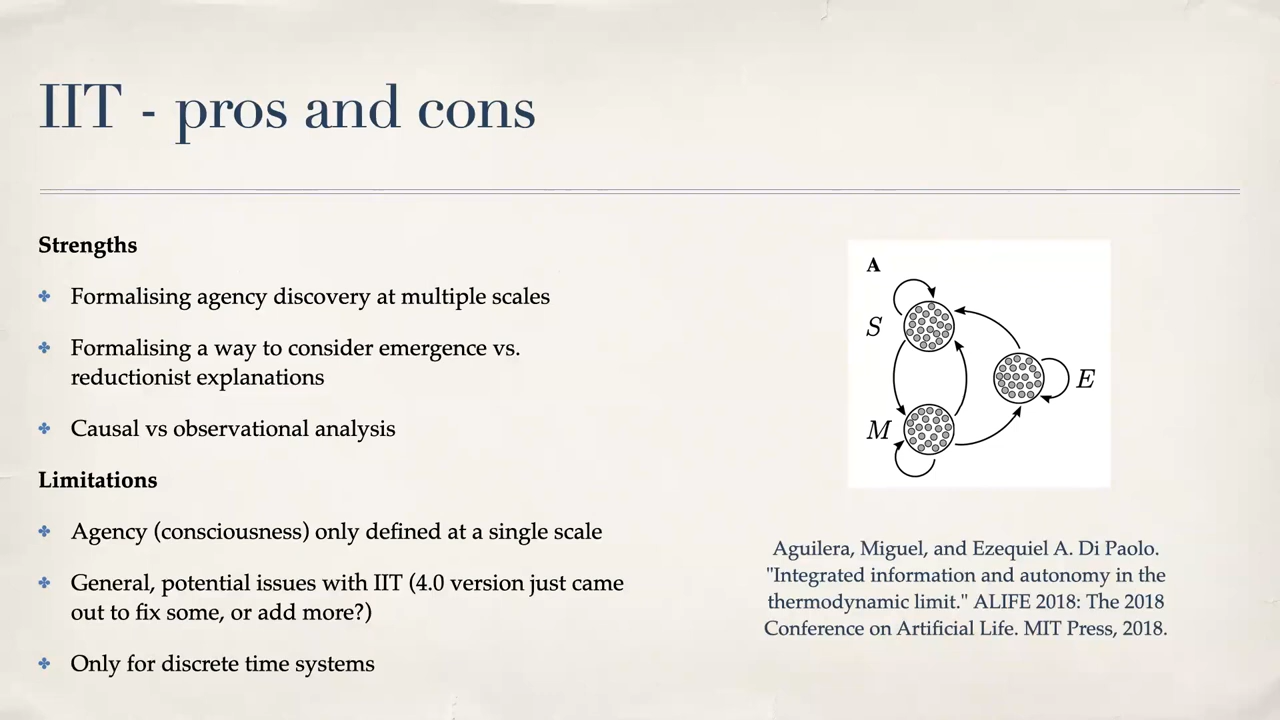 IIT - pros and cons
Strengths
Formalising agency discovery at multiple scales
Formalising a way to consider emergence vs.
reductionist explanations
Causal vs observational analysis
Limitations
Agency (consciousness) only defined at a single scale
General, potential issues with IIT (4.0 version just came
out to fix some, or add more?)
Only for discrete time systems
A
S
E
M
Aguilera, Miguel, and Ezequiel A. Di Paolo.
"Integrated information and autonomy in the
thermodynamic limit." ALIFE 2018: The 2018
Conference on Artificial Life. MIT Press, 2018.